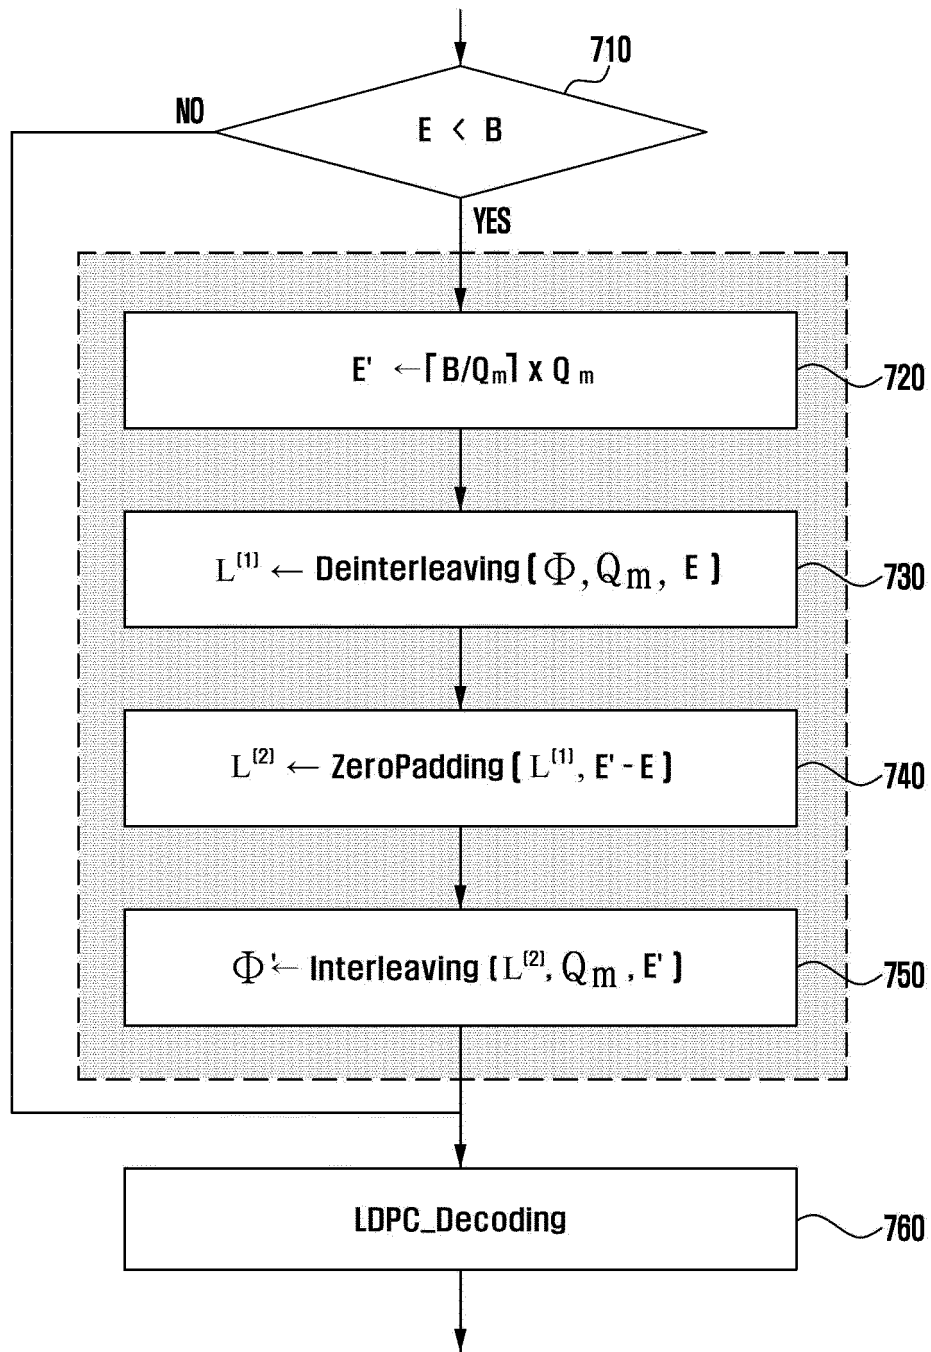 710
NO
E < B
YES
E' ←⌈B/Qm⌉ x Qm
720
L⁽¹⁾ ← Deinterleaving(Φ, Qm, E)
730
L⁽²⁾ ← ZeroPadding(L⁽¹⁾, E' - E)
740
Φ' ← Interleaving(L⁽²⁾, Qm, E')
750
LDPC_Decoding
760